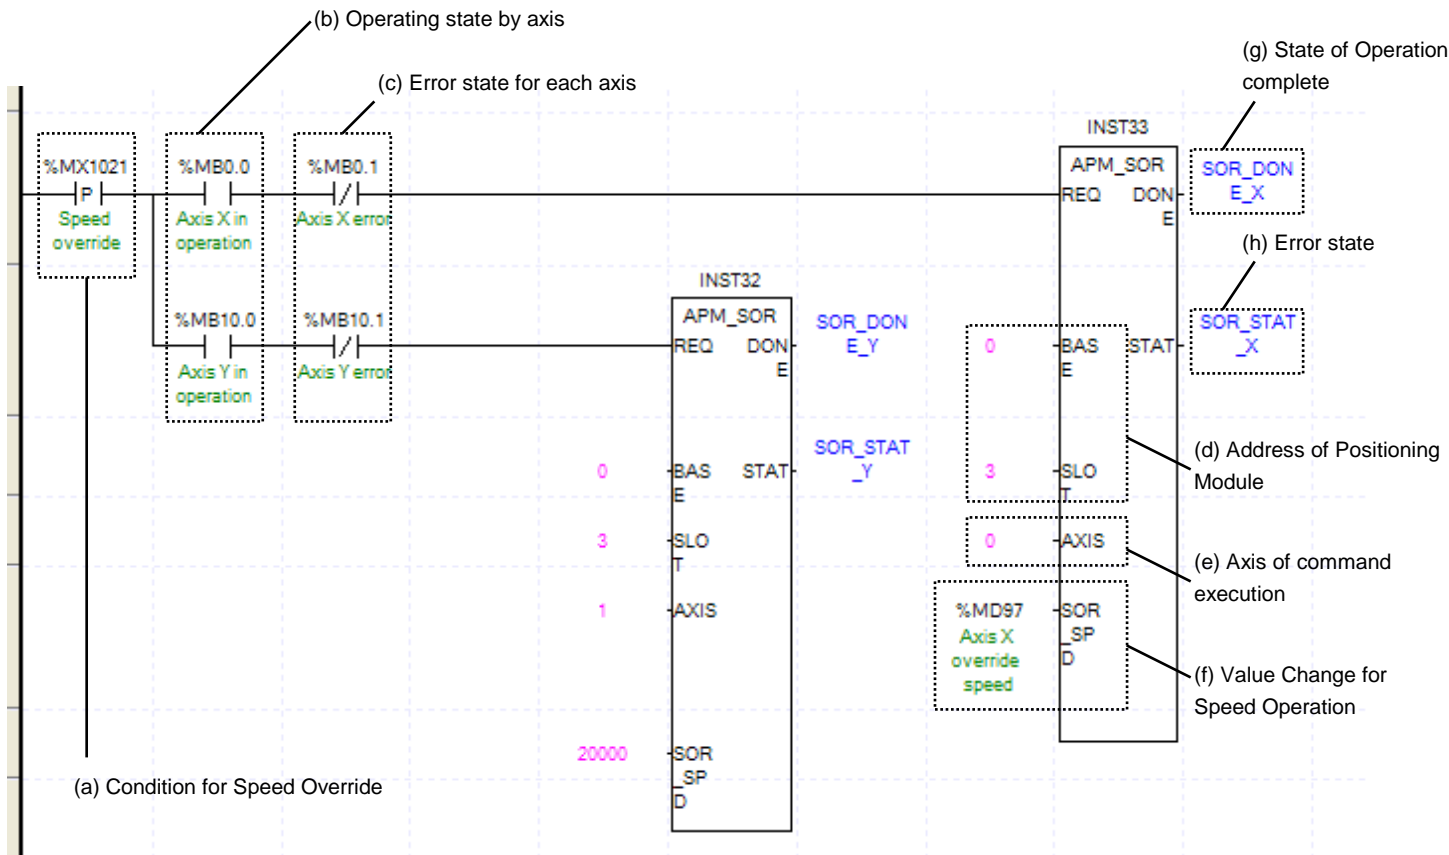 (b) Operating state by axis
(g) State of Operation
complete
(c) Error state for each axis
INST33
%MX1021
%MB0.0
%MB0.1
APM_SOR
SOR_DON
E_X
P
REQ
DON
E
Speed
override
Axis X in
operation
Axis X error
(h) Error state
INST32
%MB10.0
%MB10.1
APM_SOR
SOR_DON
E_Y
SOR_STAT
_X
REQ
DON
E
0
BAS
E
STAT
Axis Y in
operation
Axis Y error
SOR_STAT
_Y
(d) Address of Positioning
Module
0
BAS
E
STAT
3
SLO
T
3
SLO
T
0
AXIS
(e) Axis of command
execution
1
AXIS
%MD97
Axis X
override
speed
SOR
_SP
D
(f) Value Change for
Speed Operation
20000
SOR
_SP
D
(a) Condition for Speed Override